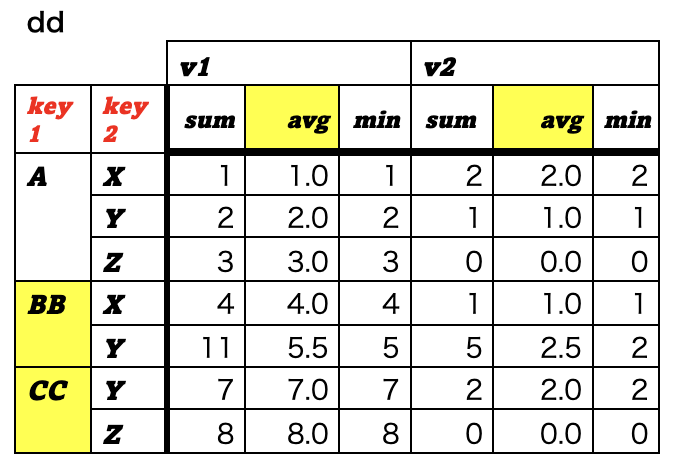 dd
v1 v2
key 1 key 2 sum avg min sum avg min
A X 1 1.0 1 2 2.0 2
Y 2 2.0 2 1 1.0 1
Z 3 3.0 3 0 0.0 0
BB X 4 4.0 4 1 1.0 1
Y 11 5.5 5 5 2.5 2
CC Y 7 7.0 7 2 2.0 2
Z 8 8.0 8 0 0.0 0